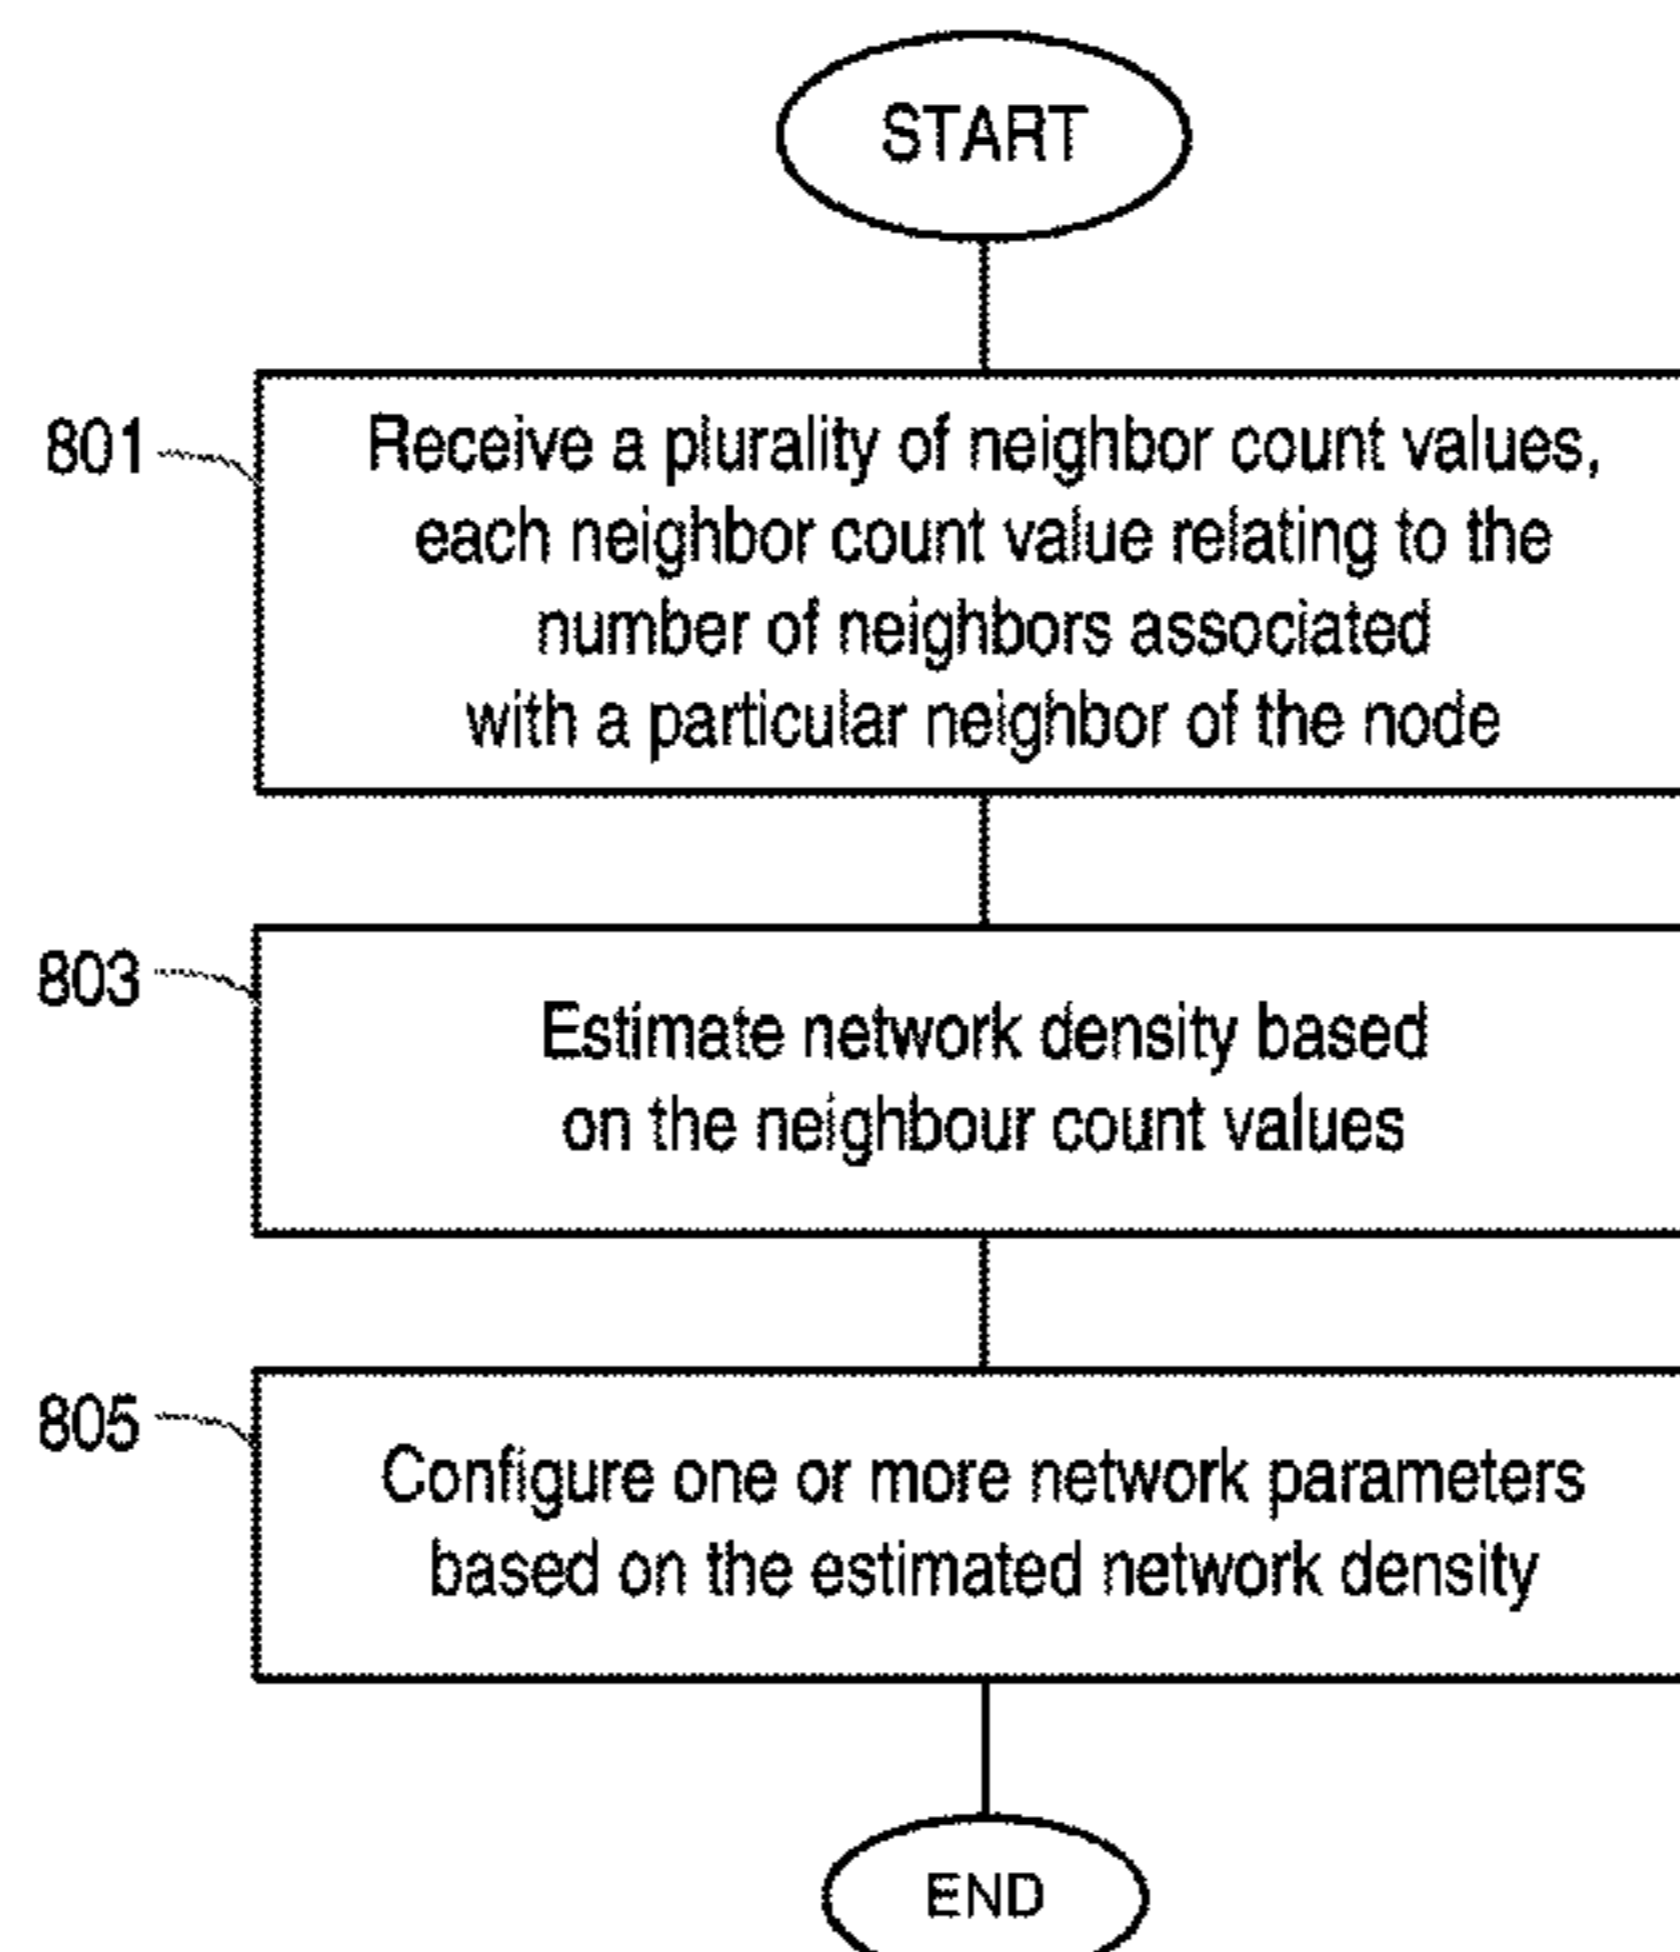 START
801
Receive a plurality of neighbor count values,
each neighbor count value relating to the
number of neighbors associated
with a particular neighbor of the node
803
Estimate network density based
on the neighbour count values
805
Configure one or more network parameters
based on the estimated network density
END